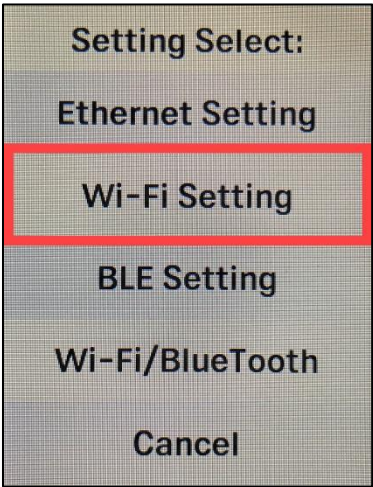 Setting Select:
Ethernet Setting
Wi-Fi Setting
BLE Setting
Wi-Fi/BlueTooth
Cancel